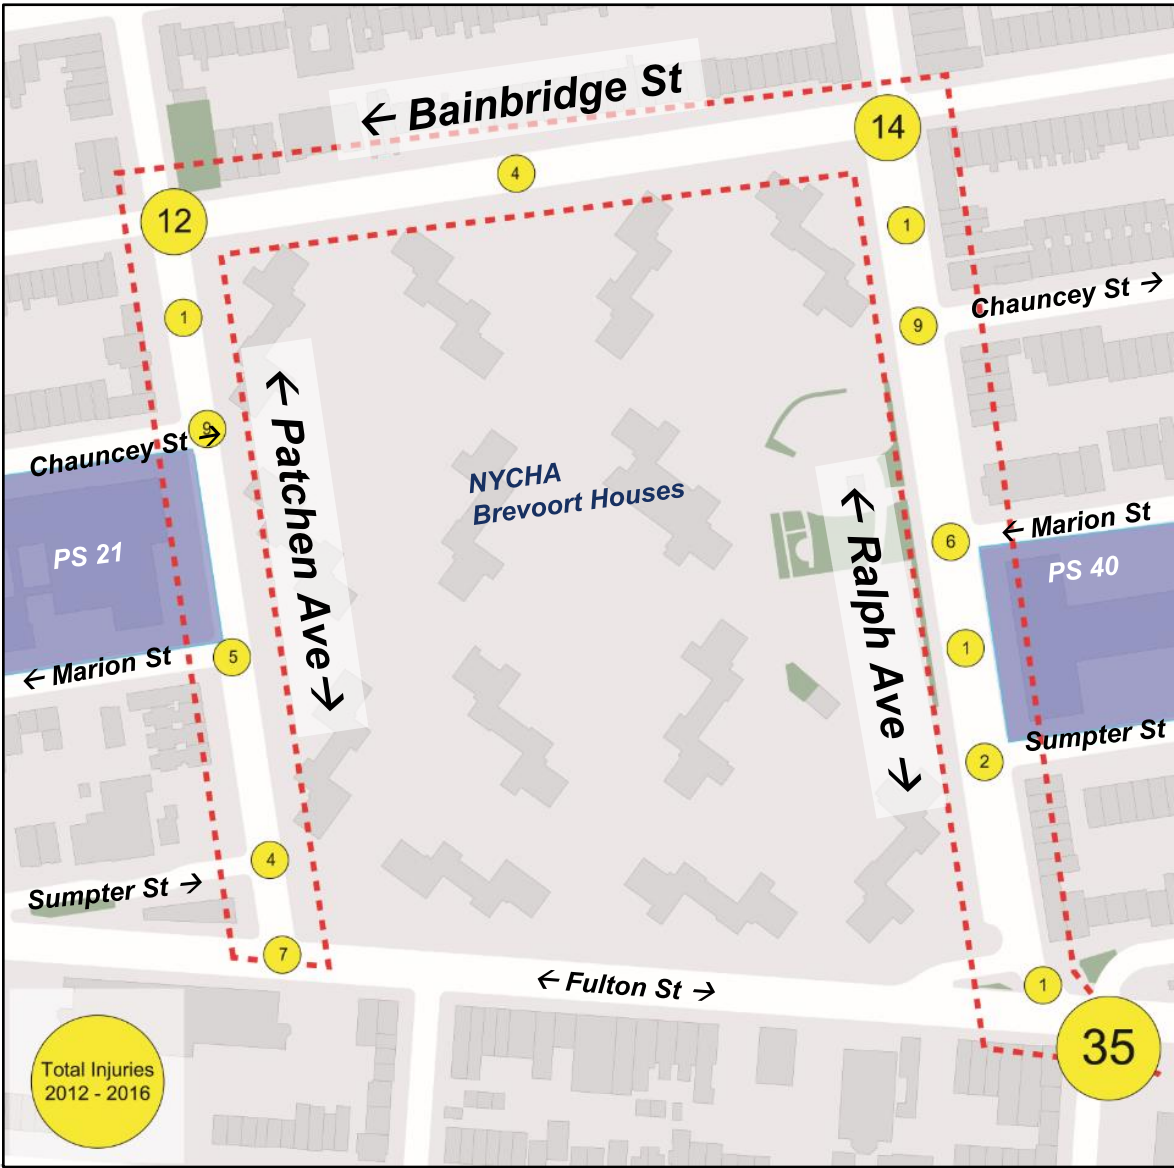 ← Bainbridge St
14
4
12
1
Chauncey St →
1
9
9
Chauncey St →
← Patchen Ave →
NYCHA
Brevoort Houses
← Ralph Ave →
6
← Marion St
PS 21
PS 40
← Marion St
5
1
Sumpter St
2
4
Sumpter St →
7
← Fulton St →
1
35
Total Injuries
2012 - 2016